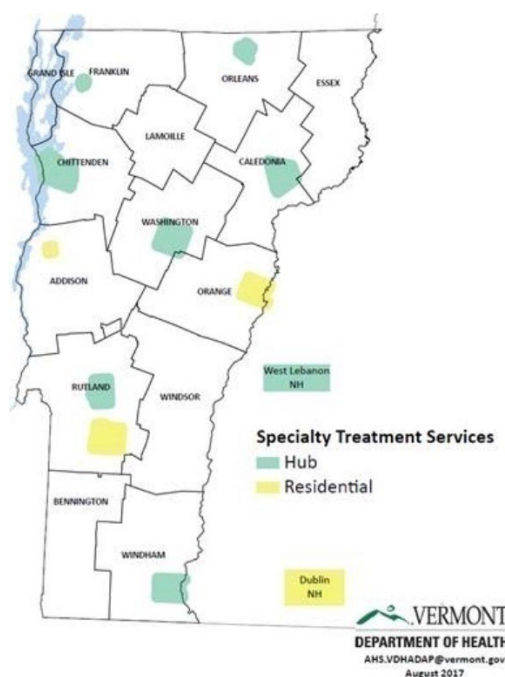 GRAND ISLE
FRANKLIN
ORLEANS
ESSEX
LAMOILLE
CHITTENDEN
CALEDONIA
WASHINGTON
ADDISON
ORANGE
West Lebanon
NH
RUTLAND
WINDSOR
Specialty Treatment Services
Hub
Residential
BENNINGTON
WINDHAM
Dublin
NH
VERMONT
DEPARTMENT OF HEALTH
AHS.VDHADAP@vermont.gov
August 2017